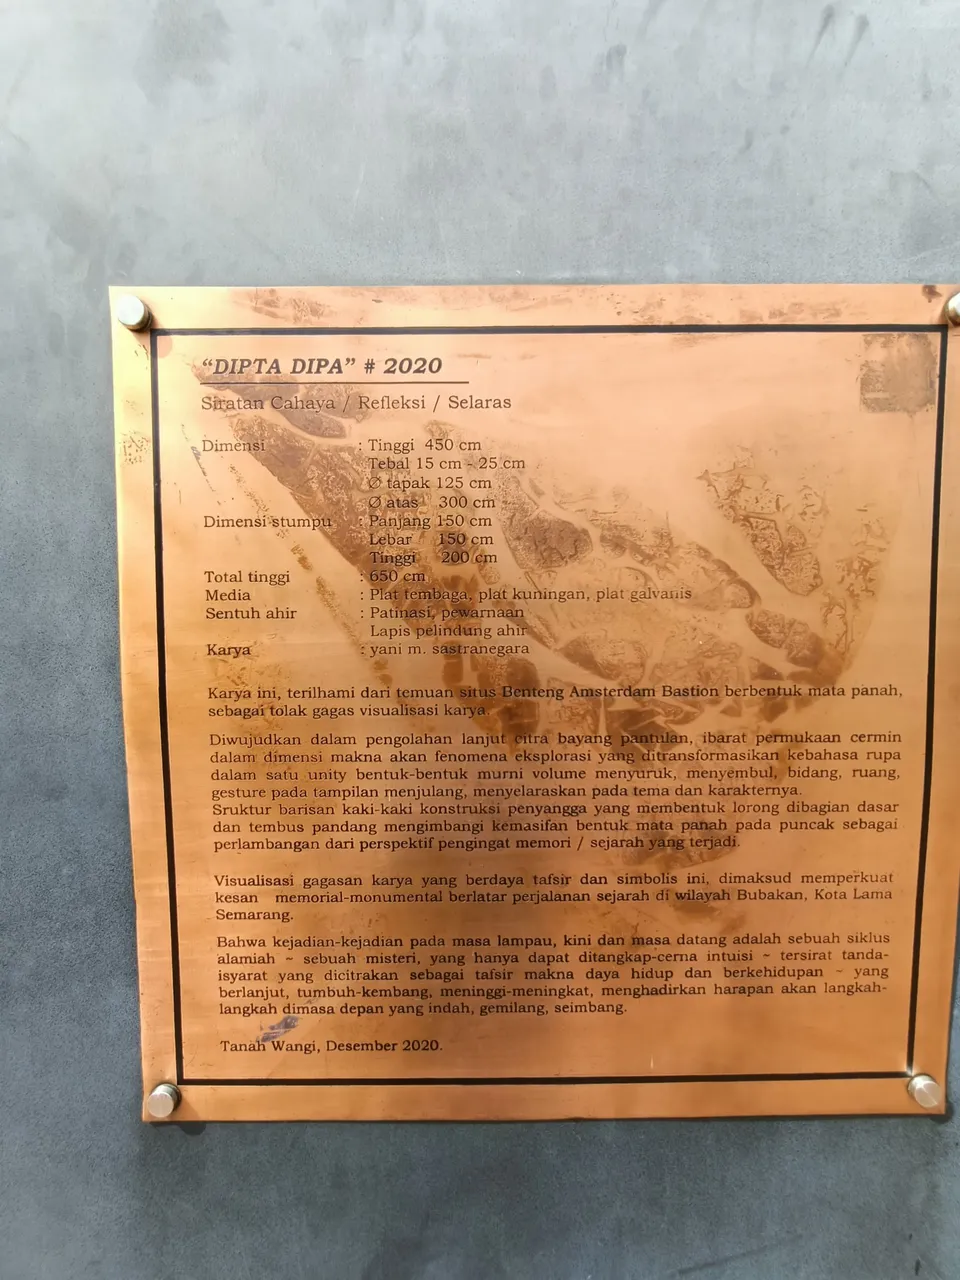 “DIPTA DIPA” # 2020
Siratan Cahaya / Refleksi / Selaras
Dimensi : Tinggi 450 cm
Tebal 15 cm - 25 cm
Ø tapak 125 cm
Ø atas 300 cm
Dimensi stumpu : Panjang 150 cm
Lebar 150 cm
Tinggi 200 cm
Total tinggi : 650 cm
Media : Plat tembaga, plat kuningan, plat galvanis
Sentuh ahir : Patinasi, pewarnaan
Lapis pelindung ahir
Karya : yani m. sastranegara
Karya ini, terilhami dari temuan situs Benteng Amsterdam Bastion berbentuk mata panah,
sebagai tolak gagas visualisasi karya.
Diwujudkan dalam pengolahan lanjut citra bayang pantulan, ibarat permukaan cermin
dalam dimensi makna akan fenomena eksplorasi yang ditransformasikan kebahasa rupa
dalam satu unity bentuk-bentuk murni volume menyuruk, menyembul, bidang, ruang,
gesture pada tampilan menjulang, menyelaraskan pada tema dan karakternya.
Sruktur barisan kaki-kaki konstruksi penyangga yang membentuk lorong dibagian dasar
dan tembus pandang mengimbangi kemasifan bentuk mata panah pada puncak sebagai
perlambangan dari perspektif pengingat memori / sejarah yang terjadi.
Visualisasi gagasan karya yang berdaya tafsir dan simbolis ini, dimaksud memperkuat
kesan memorial-monumental berlatar perjalanan sejarah di wilayah Bubakan, Kota Lama
Semarang.
Bahwa kejadian-kejadian pada masa lampau, kini dan masa datang adalah sebuah siklus
alamiah ~ sebuah misteri, yang hanya dapat ditangkap-cerna intuisi ~ tersirat tanda-
isyarat yang dicitrakan sebagai tafsir makna daya hidup dan berkehidupan ~ yang
berlanjut, tumbuh-kembang, meninggi-meningkat, menghadirkan harapan akan langkah-
langkah dimasa depan yang indah, gemilang, seimbang.
Tanah Wangi, Desember 2020.